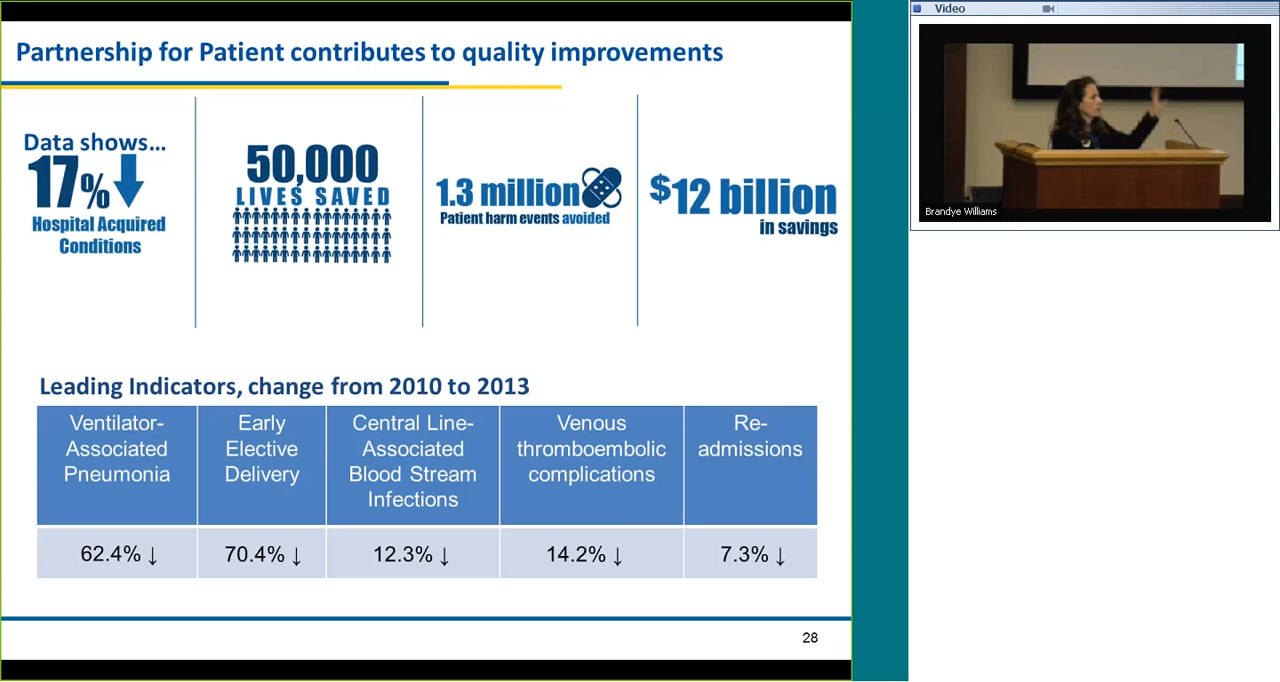 Partnership for Patient contributes to quality improvements
Data shows...
17%
Hospital Acquired
Conditions
50,000
LIVES SAVED
1.3 million
Patient harm events avoided
$12 billion
in savings
Leading Indicators, change from 2010 to 2013
Ventilator-
Associated
Pneumonia
Early
Elective
Delivery
Central Line-
Associated
Blood Stream
Infections
Venous
thromboembolic
complications
Re-
admissions
62.4% ↓
70.4% ↓
12.3% ↓
14.2% ↓
7.3% ↓
28
Video
Brandye Williams